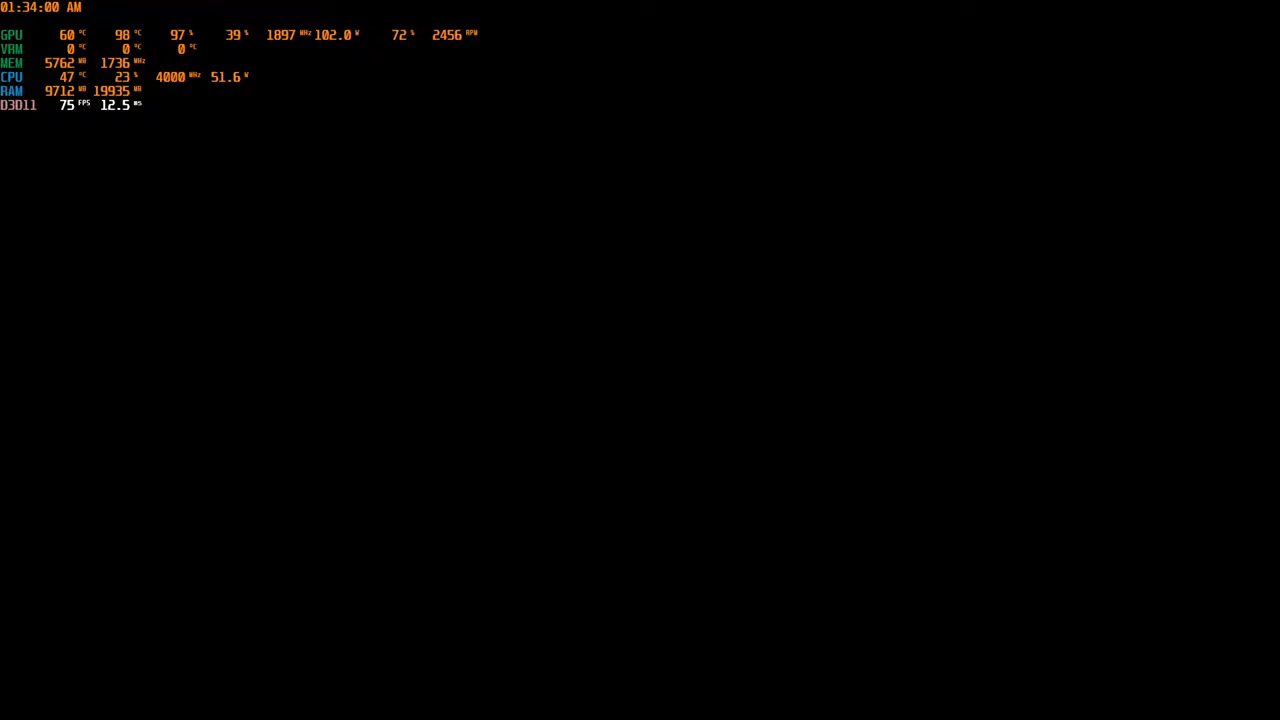 01:34:00 AM
GPU 60 °C 98 °C 97 % 39 % 1897 MHz 102.0 W 72 % 2456 RPM
VRM 0 °C 0 °C 0 °C
MEM 5762 MB 1736 MHz
CPU 47 °C 23 % 4000 MHz 51.6 W
RAM 9712 MB 19935 MB
D3D11 75 FPS 12.5 ms